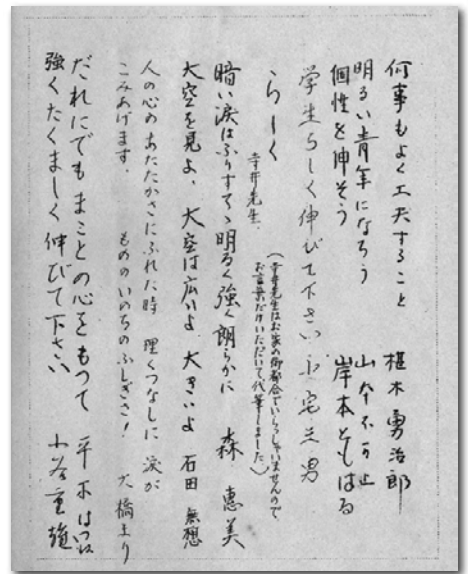 何事もよく工夫すること　椹木勇治郎
明るい青年になろう　山本不可止
個性を伸そう　岸本ともはる
学生らしく伸びて下さい　三宅三男
らしく　寺井先生
(寺井先生はお家の御都合でいらっしゃいませんので
お言葉だけいただいて代筆しました。)
暗い涙はふりすてゝ明るく強く朗らかに　森　恵美
大空を見よ、大空は広いよ　大きいよ　石田　無想
人の心のあたたかさにふれた時　理くつなしに　涙が
こみあげます。　もののいのちのふしぎさ!　大橋まり
だれにでもまことの心をもつて　平木はつね
強くたくましく伸びて下さい　小谷重雄